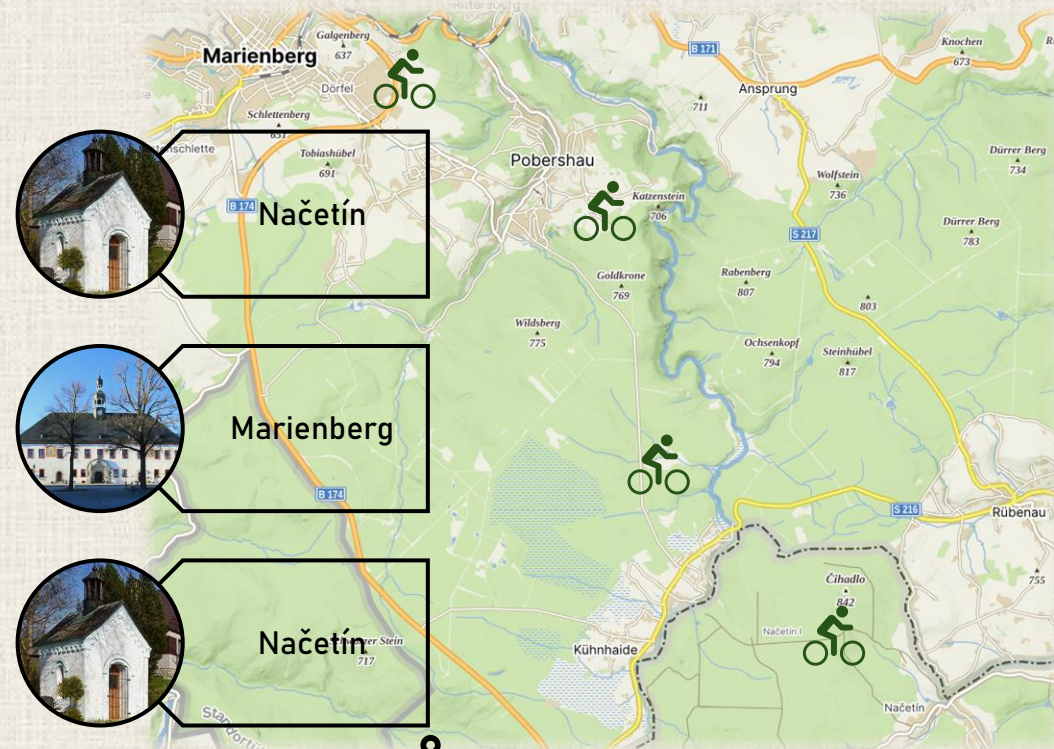 Mittersberg
Marienberg
Galgenberg
637
B 171
Knochen
673
Dörfel
Ansprung
711
Schlettenberg
651
Tobiashübel
691
Pobershau
Dürrer Berg
734
Wolfstein
736
Katzenstein
706
B 174
Načetín
Dürrer Berg
783
S 217
Goldkrone
769
Rabenberg
807
803
Wildsberg
775
Ochsenkopf
794
Steinhübel
817
Marienberg
B 174
S 216
Rübenau
Čihadlo
842
755
Načetín I
Načetín
Stein
717
Kühnhaide
Načetín